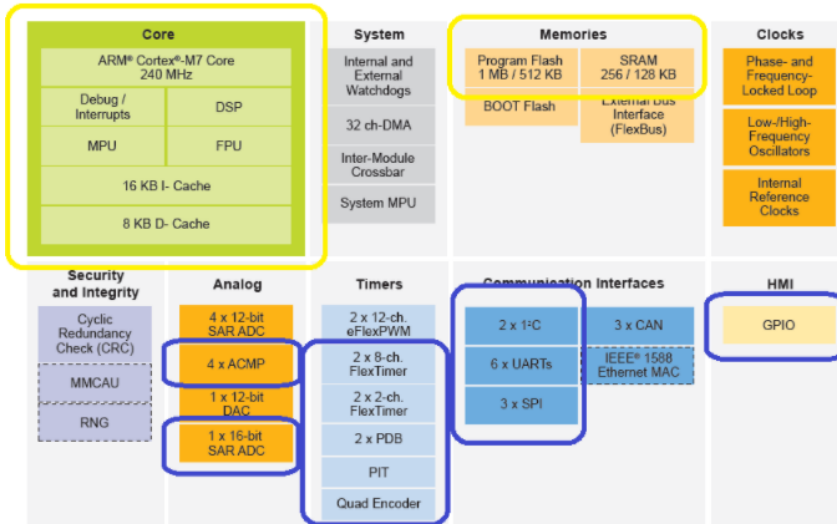 Core
ARM® Cortex®-M7 Core
240 MHz
Debug /
Interrupts
DSP
MPU
FPU
16 KB I- Cache
8 KB D- Cache
System
Internal and
External
Watchdogs
32 ch-DMA
Inter-Module
Crossbar
System MPU
Memories
Program Flash
1 MB / 512 KB
SRAM
256 / 128 KB
BOOT Flash
External Bus
Interface
(FlexBus)
Clocks
Phase- and
Frequency-
Locked Loop
Low-/High-
Frequency
Oscillators
Internal
Reference
Clocks
Security
and Integrity
Cyclic
Redundancy
Check (CRC)
MMCAU
RNG
Analog
4 x 12-bit
SAR ADC
4 x ACMP
1 x 12-bit
DAC
1 x 16-bit
SAR ADC
Timers
2 x 12-ch.
eFlexPWM
2 x 8-ch.
FlexTimer
2 x 2-ch.
FlexTimer
2 x PDB
PIT
Quad Encoder
Communication Interfaces
2 x 1²C
6 x UARTs
3 x SPI
3 x CAN
IEEE® 1588
Ethernet MAC
HMI
GPIO